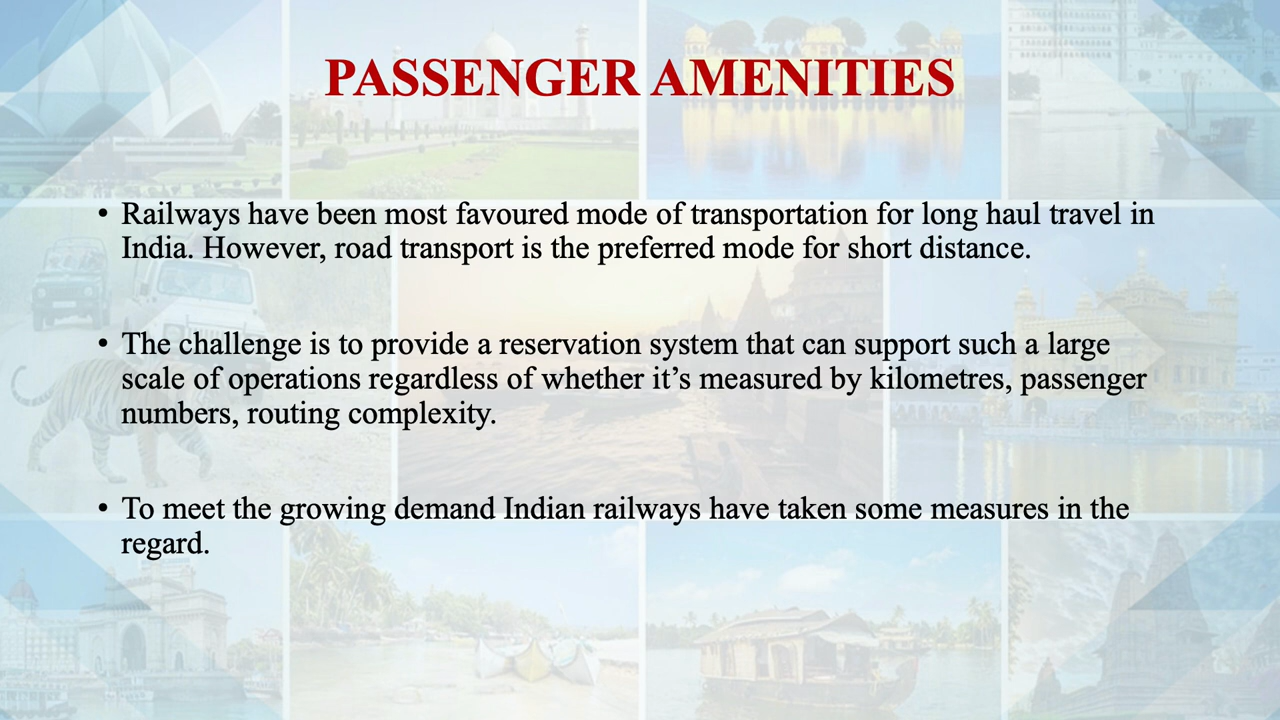 PASSENGER AMENITIES
• Railways have been most favoured mode of transportation for long haul travel in
India. However, road transport is the preferred mode for short distance.
• The challenge is to provide a reservation system that can support such a large
scale of operations regardless of whether it’s measured by kilometres, passenger
numbers, routing complexity.
• To meet the growing demand Indian railways have taken some measures in the
regard.